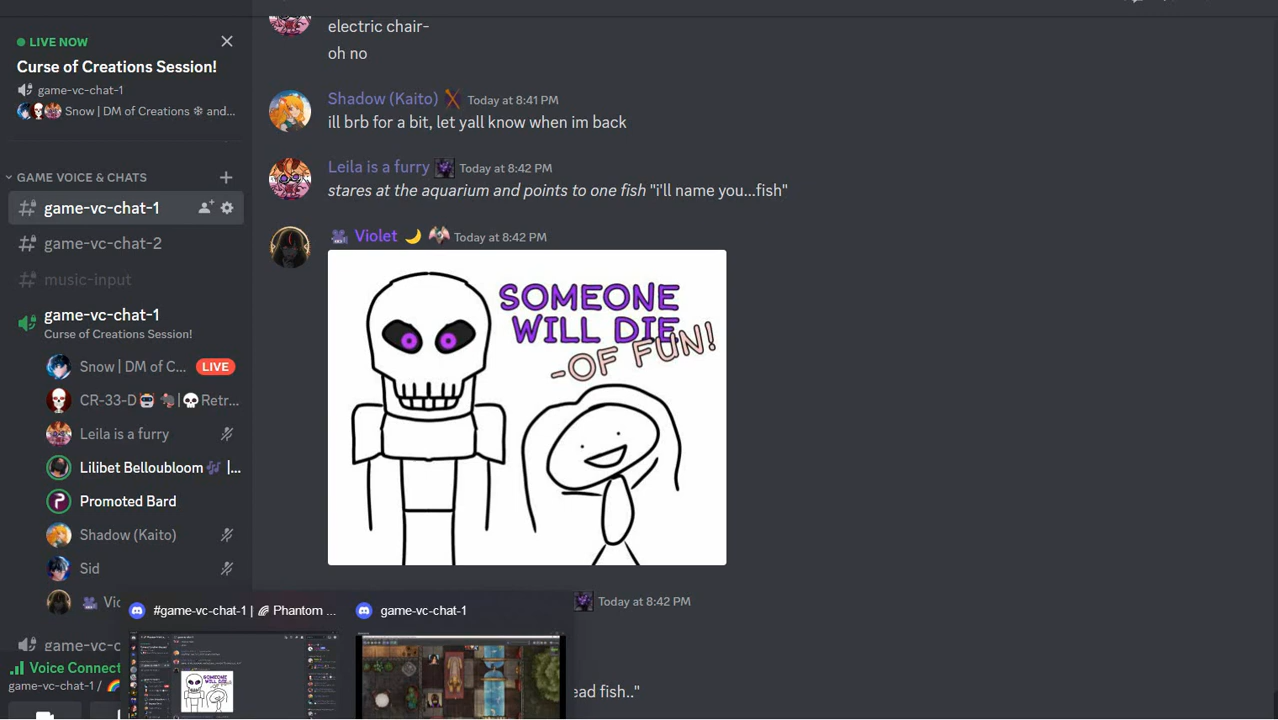 LIVE NOW
Curse of Creations Session!
game-vc-chat-1
Snow | DM of Creations ❄ and...
GAME VOICE & CHATS
game-vc-chat-1
game-vc-chat-2
music-input
game-vc-chat-1
Curse of Creations Session!
Snow | DM of C... LIVE
CR-33-D🤖 🐀|💀Retr...
Leila is a furry
Lilibet Belloubloom 🎶 |...
Promoted Bard
Shadow (Kaito)
Sid
Vic
game-vc-c
Voice Connect
game-vc-chat-1 /
electric chair-
oh no
Shadow (Kaito) Today at 8:41 PM
ill brb for a bit, let yall know when im back
Leila is a furry Today at 8:42 PM
stares at the aquarium and points to one fish "i'll name you...fish"
Violet 🌙 Today at 8:42 PM
SOMEONE
WILL DIE
-OF FUN!
Today at 8:42 PM
ead fish.."
#game-vc-chat-1 | Phantom ...
game-vc-chat-1